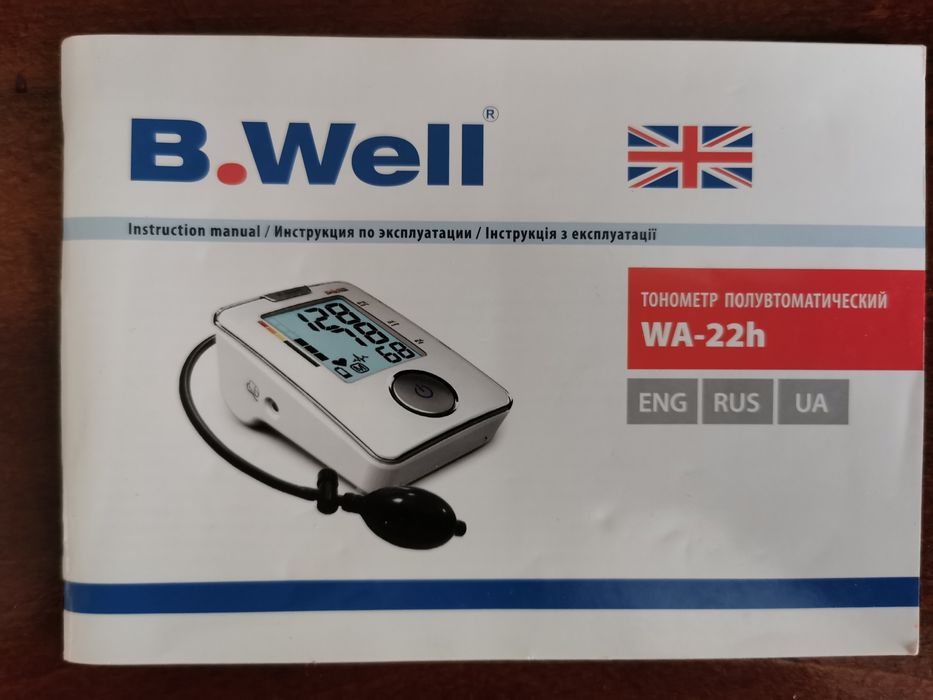 B.Well®
Instruction manual / Инструкция по эксплуатации / Інструкція з експлуатації
ТОНОМЕТР ПОЛУВТОМАТИЧЕСКИЙ
WA-22h
ENG RUS UA